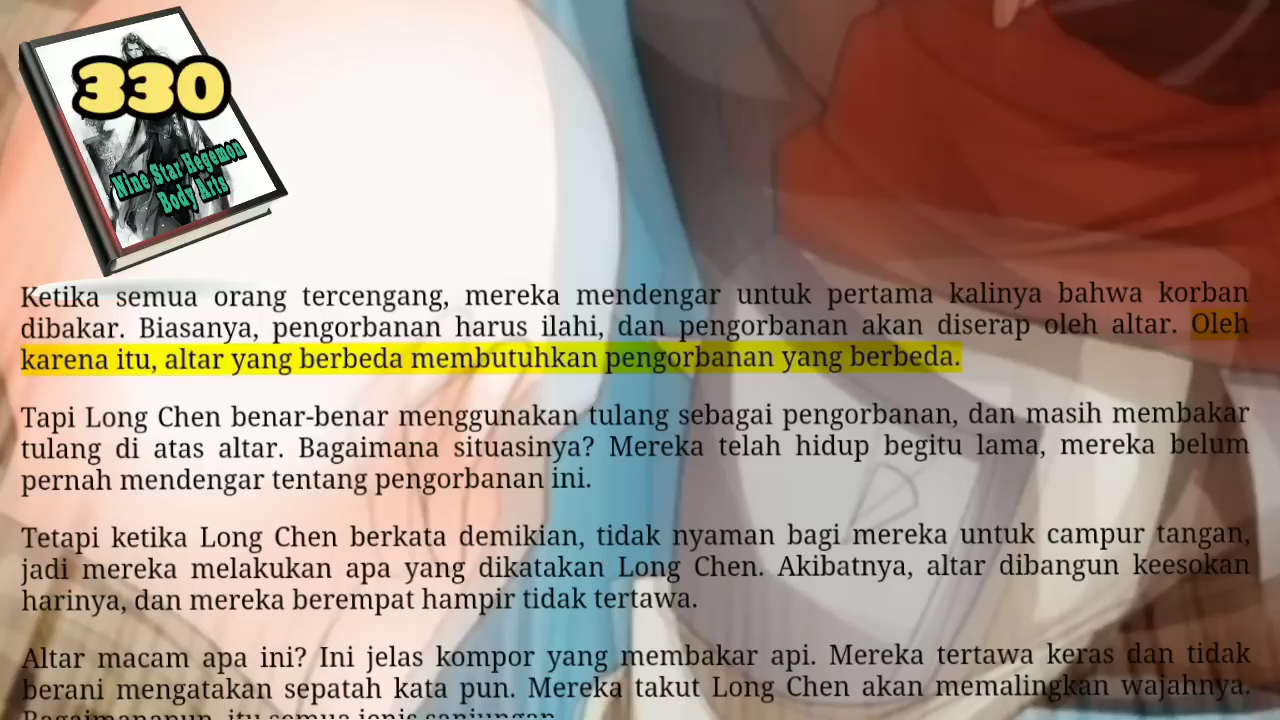 330
Nine Star Hegemon
Body Arts
Ketika semua orang tercengang, mereka mendengar untuk pertama kalinya bahwa korban
dibakar. Biasanya, pengorbanan harus ilahi, dan pengorbanan akan diserap oleh altar. Oleh
karena itu, altar yang berbeda membutuhkan pengorbanan yang berbeda.
Tapi Long Chen benar-benar menggunakan tulang sebagai pengorbanan, dan masih membakar
tulang di atas altar. Bagaimana situasinya? Mereka telah hidup begitu lama, mereka belum
pernah mendengar tentang pengorbanan ini.
Tetapi ketika Long Chen berkata demikian, tidak nyaman bagi mereka untuk campur tangan,
jadi mereka melakukan apa yang dikatakan Long Chen. Akibatnya, altar dibangun keesokan
harinya, dan mereka berempat hampir tidak tertawa.
Altar macam apa ini? Ini jelas kompor yang membakar api. Mereka tertawa keras dan tidak
berani mengatakan sepatah kata pun. Mereka takut Long Chen akan memalingkan wajahnya.
Bagaimanapun, itu semua jenis sanjungan.